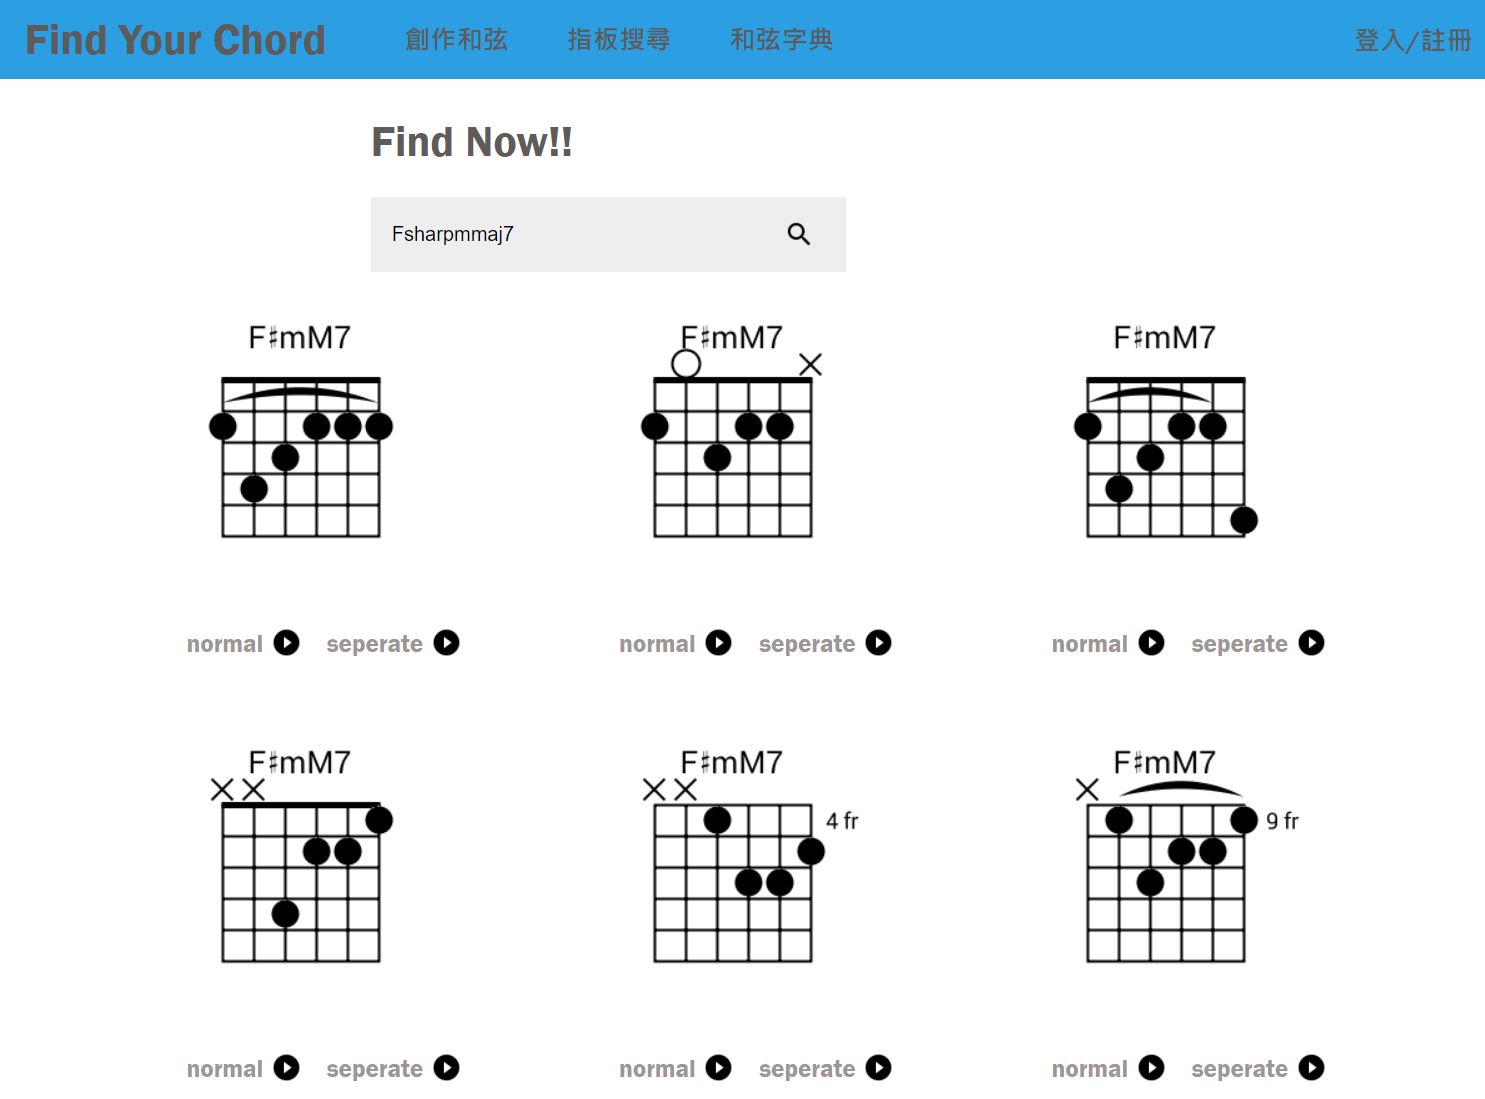 Find Your Chord 創作和弦 指板搜尋 和弦字典 登入/註冊
Find Now!!
Fsharpmmaj7
F♯mM7 F♯mM7 F♯mM7
normal seperate normal seperate normal seperate
F♯mM7 F♯mM7 F♯mM7
4 fr 9 fr
normal seperate normal seperate normal seperate